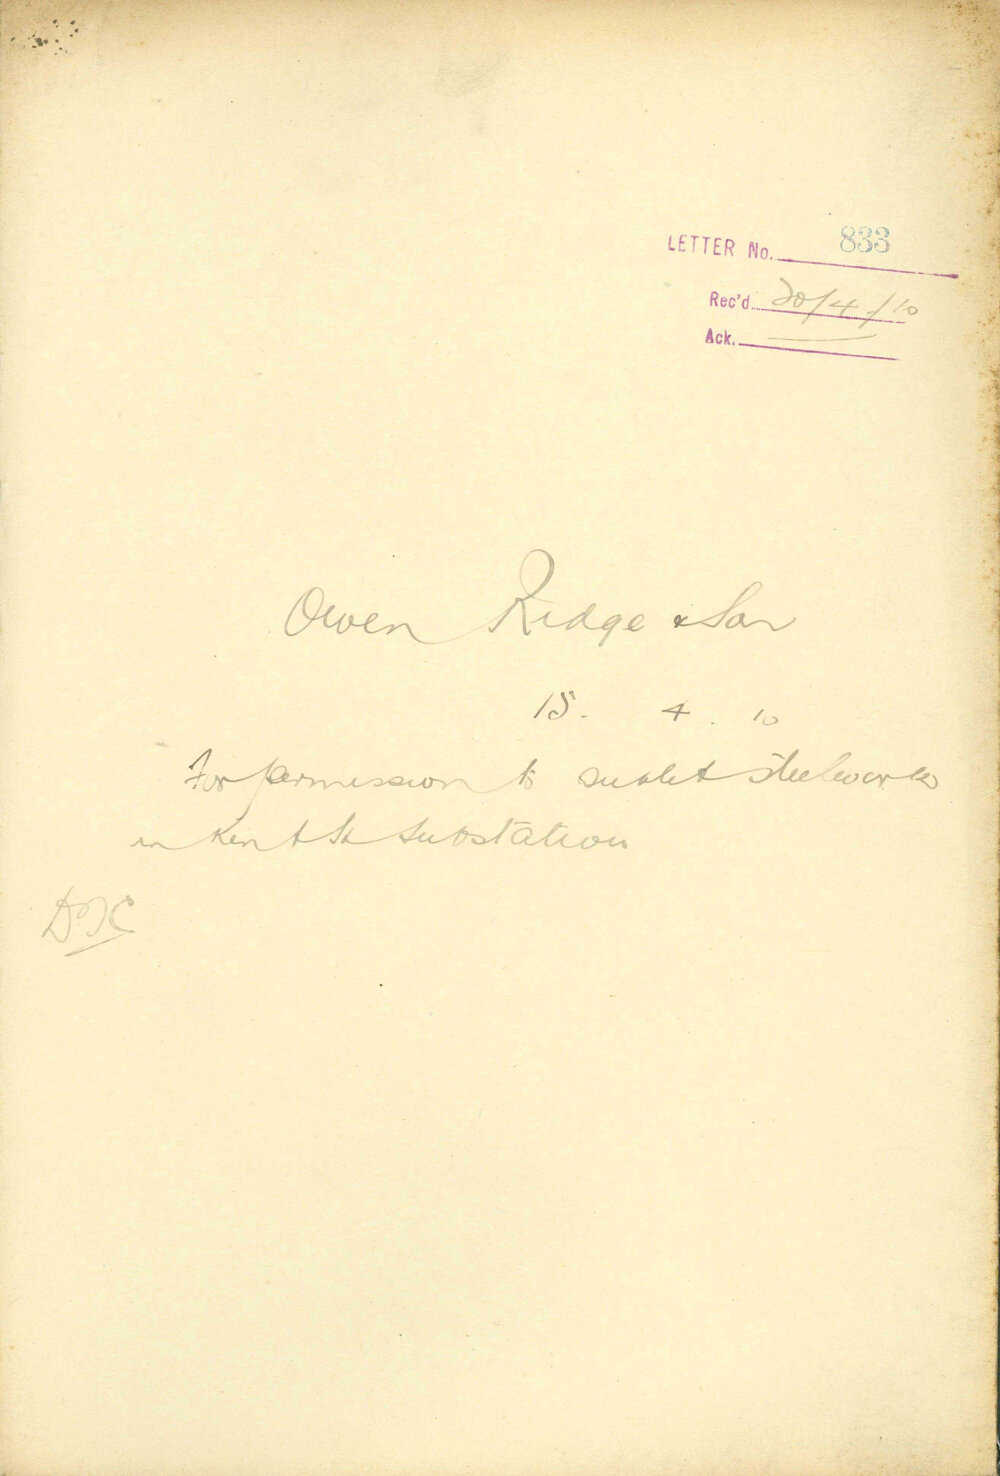 LETTER No. 833
Rec'd 20/4/10
Ack.
Owen Ridge & Son
15. 4. 10
For permission to sublet steelwork
in Kent St Substation